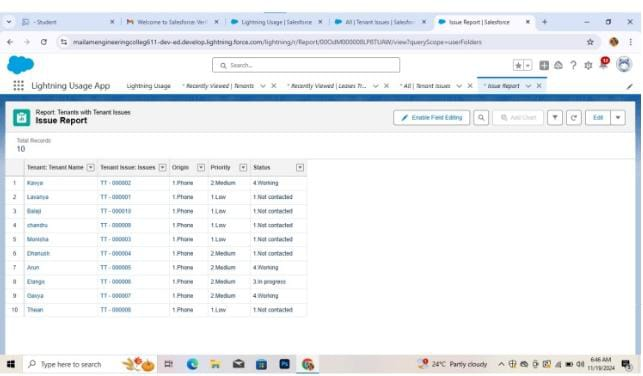 - Student
Welcome to Salesforce: Veri
Lightning Usage | Salesforce
All | Tenant Issues | Salesfor
Issue Report | Salesforce
mailamengineeringcolleg611-dev-ed.develop.lightning.force.com/lightning/r/Report/00OdM000008LP8TUAW/view?queryScope=userFolders
Search...
Lightning Usage App
Lightning Usage
* Recently Viewed | Tenants
* Recently Viewed | Leases Tr...
* All | Tenant Issues
* Issue Report
Report: Tenants with Tenant Issues
Issue Report
Enable Field Editing
Add Chart
Edit
Total Records
10
Tenant: Tenant Name Tenant Issue: Issues Origin Priority Status
1 Kavya TT - 000002 1.Phone 2.Medium 4.Working
2 Lavanya TT - 000001 1.Phone 1.Low 1.Not contacted
3 Balaji TT - 000010 1.Phone 1.Low 1.Not contacted
4 chandru TT - 000009 1.Phone 1.Low 1.Not contacted
5 Monisha TT - 000003 1.Phone 1.Low 1.Not contacted
6 Dhanush TT - 000004 1.Phone 2.Medium 1.Not contacted
7 Arun TT - 000005 1.Phone 2.Medium 4.Working
8 Elango TT - 000006 1.Phone 2.Medium 3.In progress
9 Gavya TT - 000007 1.Phone 2.Medium 4.Working
10 Thean TT - 000008 1.Phone 1.Low 1.Not contacted
Type here to search
24°C Partly cloudy
6:46 AM
11/19/2024